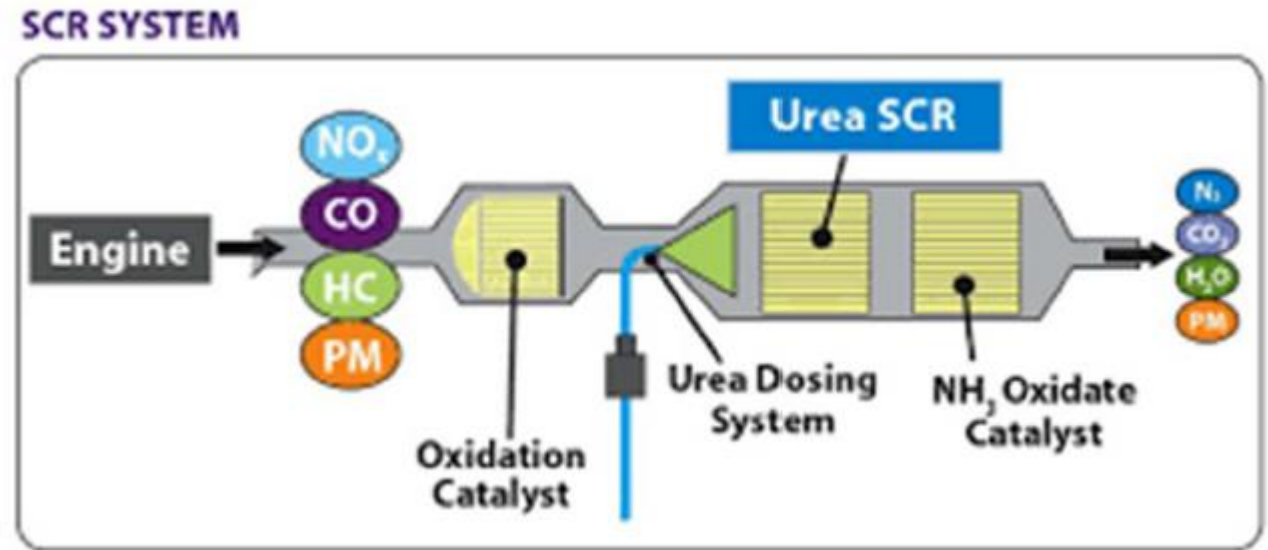 SCR SYSTEM
Urea SCR
Engine
NOₓ
CO
HC
PM
N₂
CO₂
H₂O
PM
Oxidation
Catalyst
Urea Dosing
System
NH₃ Oxidate
Catalyst